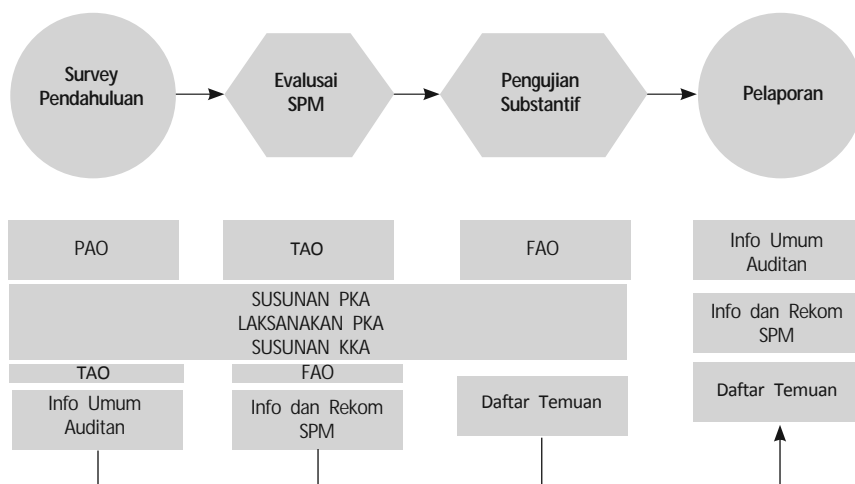 Survey
Pendahuluan
Evalusai
SPM
Pengujian
Substantif
Pelaporan
PAO
TAO
FAO
Info Umum
Auditan
SUSUNAN PKA
LAKSANAKAN PKA
SUSUNAN KKA
Info dan Rekom
SPM
TAO
FAO
Info Umum
Auditan
Info dan Rekom
SPM
Daftar Temuan
Daftar Temuan